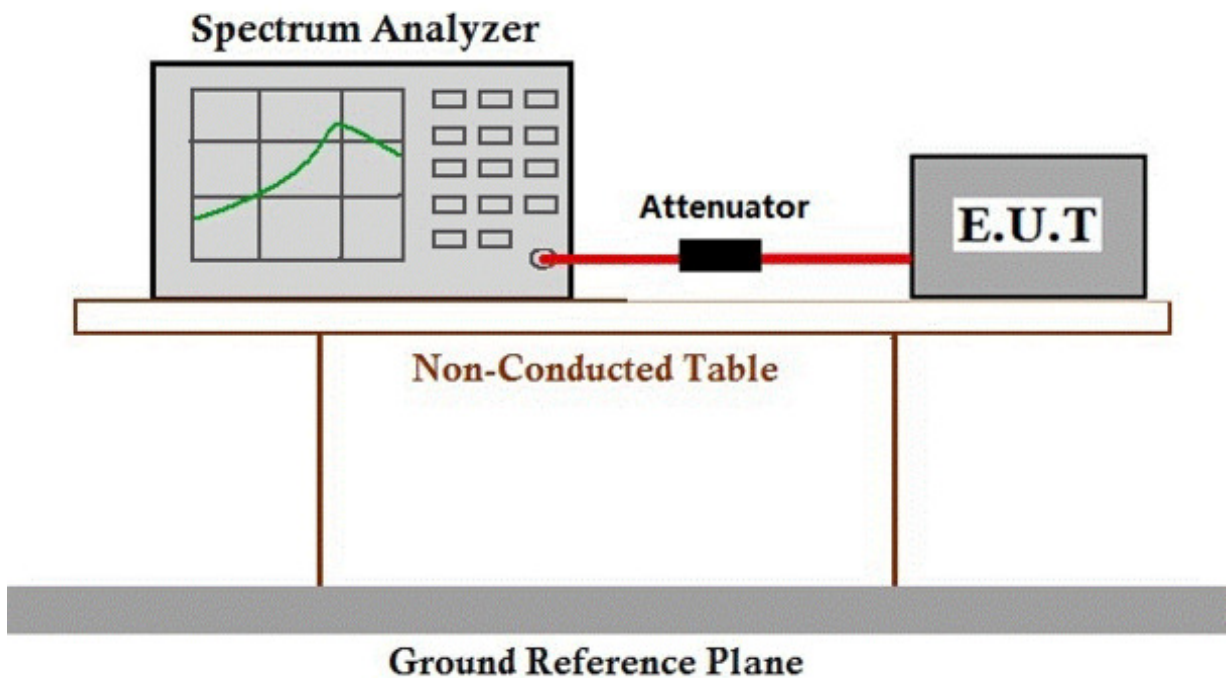 Spectrum Analyzer
Attenuator
E.U.T
Non-Conducted Table
Ground Reference Plane